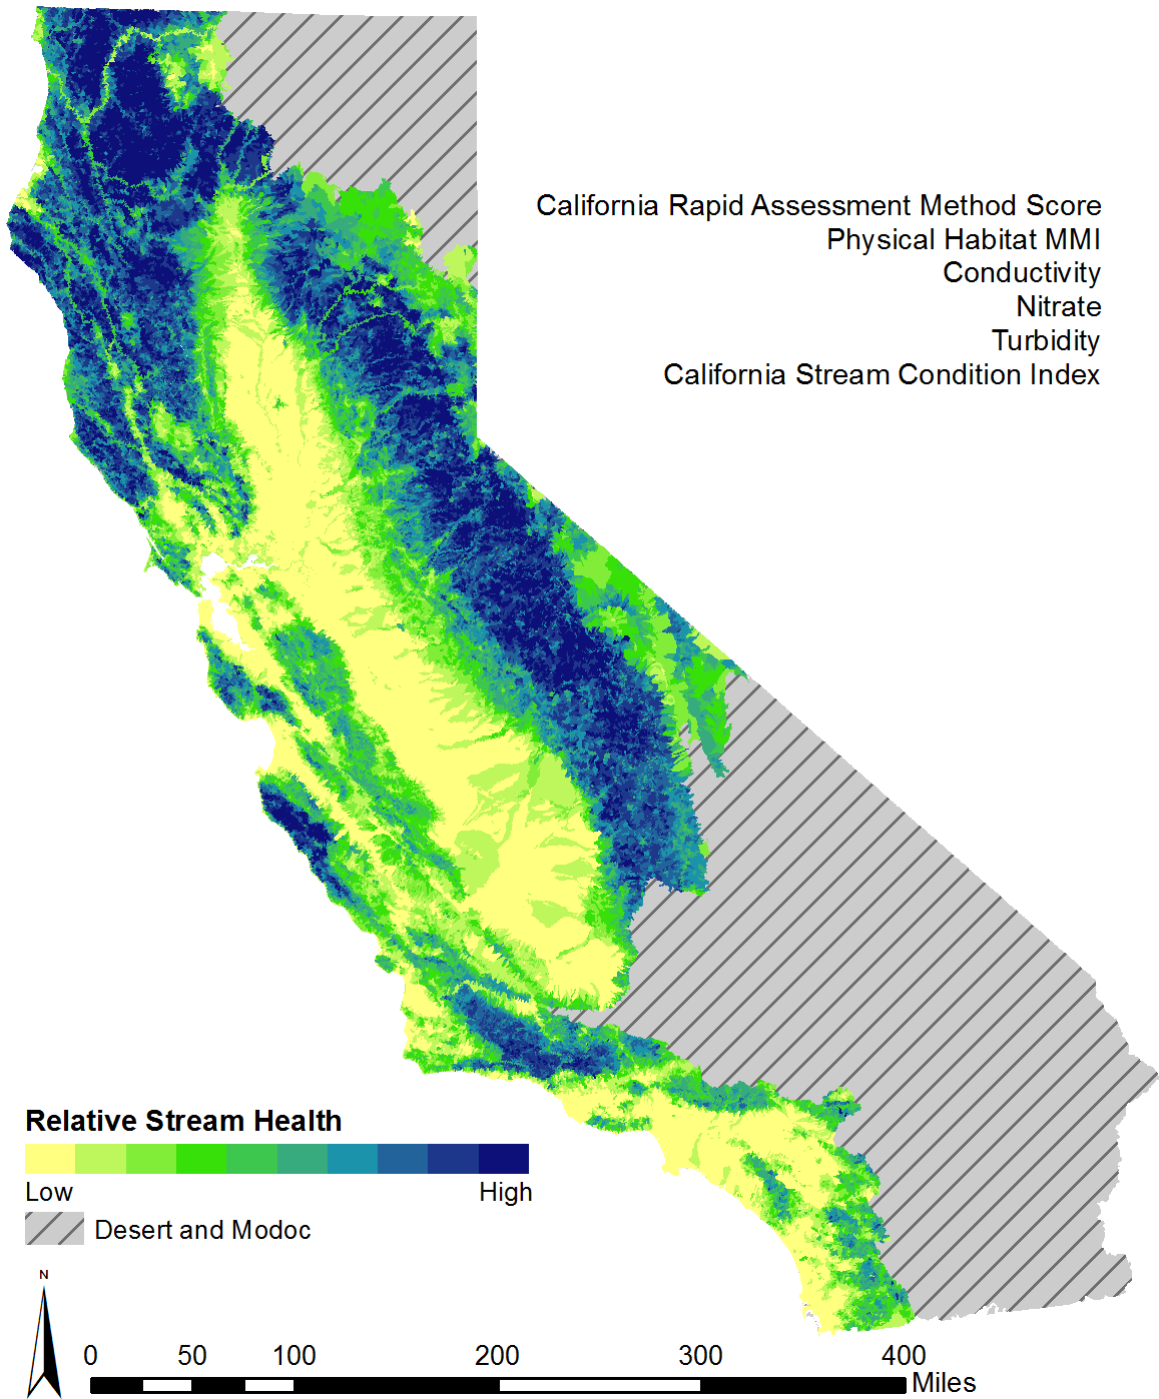 California Rapid Assessment Method Score
Physical Habitat MMI
Conductivity
Nitrate
Turbidity
California Stream Condition Index
Relative Stream Health
Low High
Desert and Modoc
N
0 50 100 200 300 400
Miles